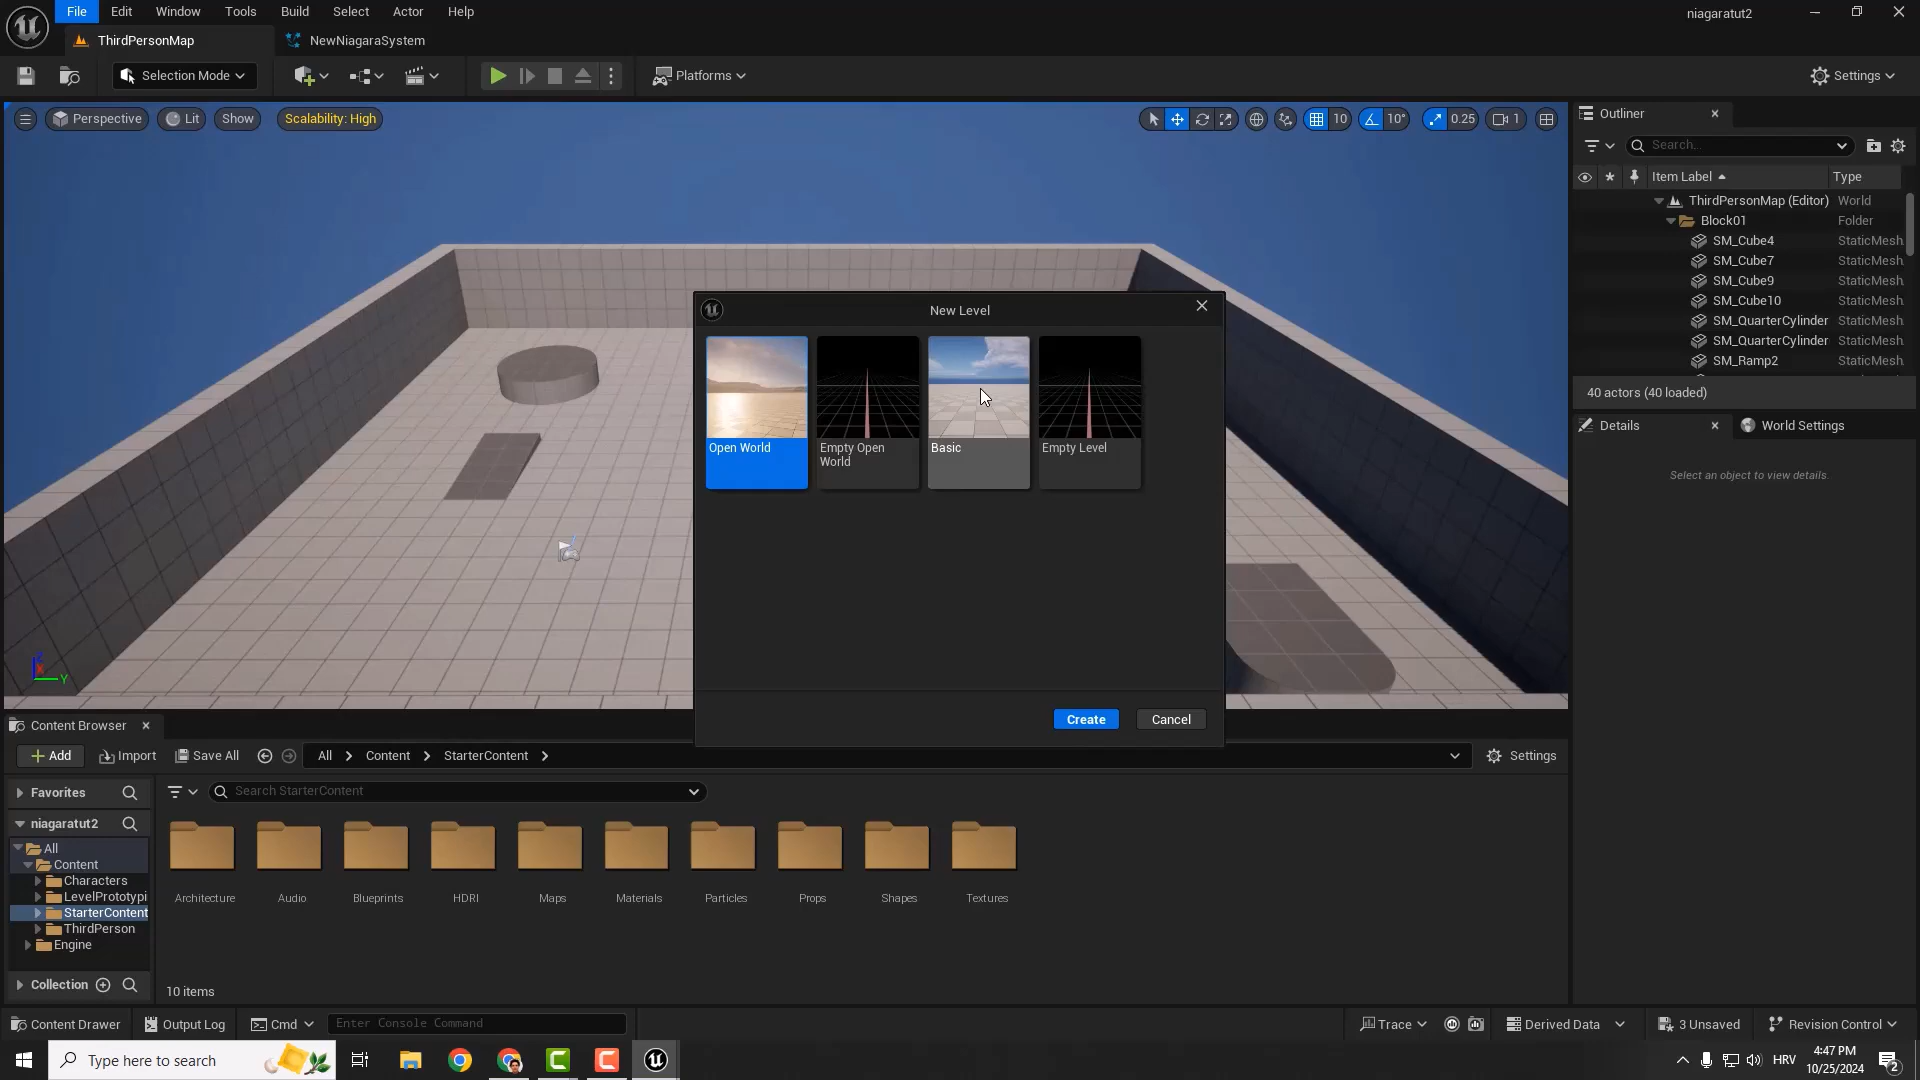 File Edit Window Tools Build Select Actor Help
niagaratut2
ThirdPersonMap
NewNiagaraSystem
Selection Mode
Platforms
Settings
Perspective
Lit
Show
Scalability: High
10
10°
0.25
1
Outliner
Search...
Item Label
Type
ThirdPersonMap (Editor) World
Block01 Folder
SM_Cube4 StaticMesh
SM_Cube7 StaticMesh
SM_Cube9 StaticMesh
SM_Cube10 StaticMesh
SM_QuarterCylinder StaticMesh
SM_QuarterCylinder StaticMesh
SM_Ramp2 StaticMesh
40 actors (40 loaded)
Details
World Settings
Select an object to view details.
New Level
Open World
Empty Open
World
Basic
Empty Level
Create
Cancel
X
Z
Y
Content Browser
Add
Import
Save All
All
Content
StarterContent
Settings
Favorites
niagaratut2
All
Content
Characters
LevelPrototypi
StarterContent
ThirdPerson
Engine
Collection
Search StarterContent
Architecture
Audio
Blueprints
HDRI
Maps
Materials
Particles
Props
Shapes
Textures
10 items
Content Drawer
Output Log
Cmd
Enter Console Command
Trace
Derived Data
3 Unsaved
Revision Control
Type here to search
HRV
4:47 PM
10/25/2024
2